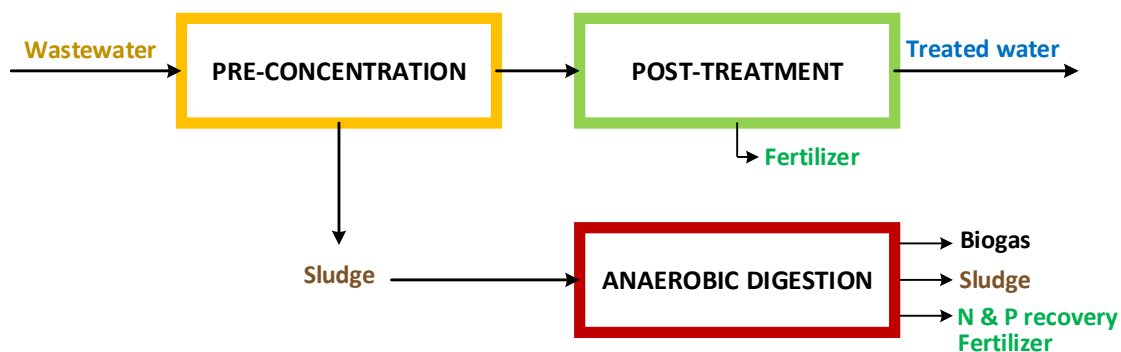 Wastewater
PRE-CONCENTRATION
POST-TREATMENT
Treated water
Fertilizer
Sludge
ANAEROBIC DIGESTION
Biogas
Sludge
N & P recovery
Fertilizer